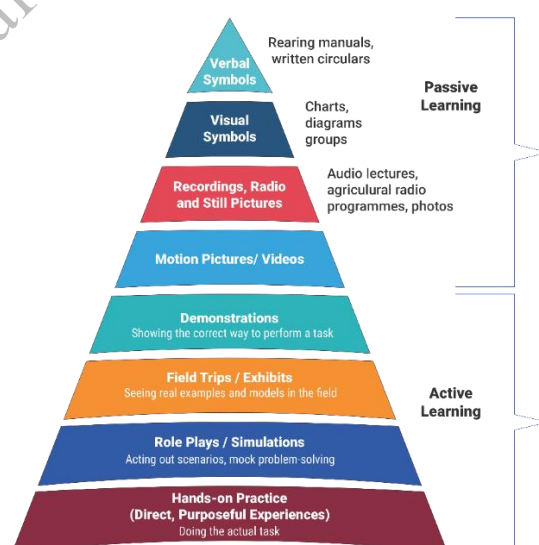 Verbal
Symbols
Rearing manuals,
written circulars
Visual
Symbols
Charts,
diagrams
groups
Passive
Learning
Recordings, Radio
and Still Pictures
Audio lectures,
agriculural radio
programmes, photos
Motion Pictures/ Videos
Demonstrations
Showing the correct way to perform a task
Field Trips / Exhibits
Seeing real examples and models in the field
Active
Learning
Role Plays / Simulations
Acting out scenarios, mock problem-solving
Hands-on Practice
(Direct, Purposeful Experiences)
Doing the actual task